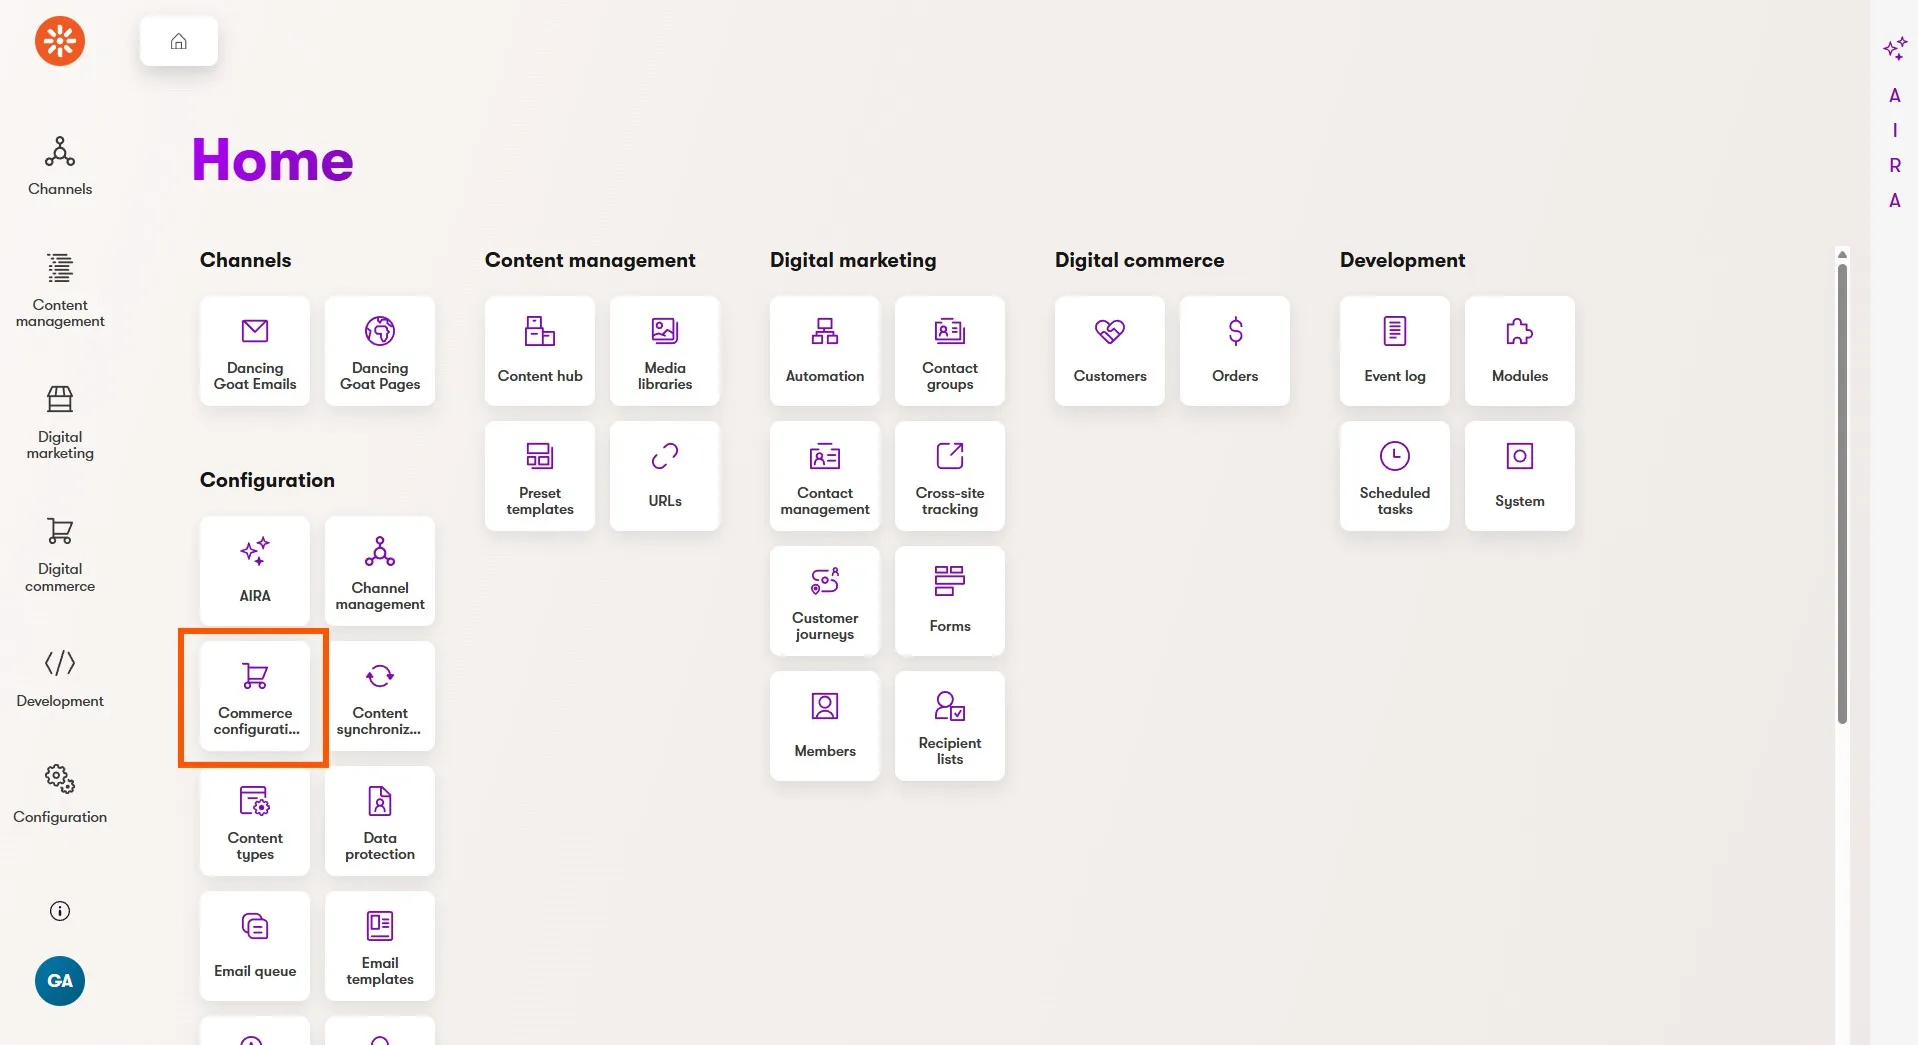 Channels
Content
management
Digital
marketing
Digital
commerce
Development
Configuration
GA
Home
Channels
Dancing
Goat Emails
Dancing
Goat Pages
Configuration
AIRA
Channel
management
Commerce
configurati...
Content
synchroniz...
Content
types
Data
protection
Email queue
Email
templates
Content management
Content hub
Media
libraries
Preset
templates
URLs
Digital marketing
Automation
Contact
groups
Contact
management
Cross-site
tracking
Customer
journeys
Forms
Members
Recipient
lists
Digital commerce
Customers
Orders
Development
Event log
Modules
Scheduled
tasks
System
A
I
R
A